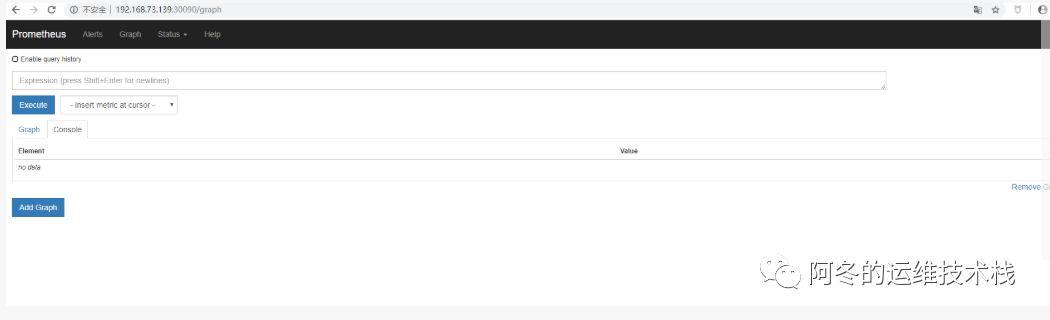 不安全 | 192.168.73.139:30090/graph
Prometheus Alerts Graph Status Help
Enable query history
Expression (press Shift+Enter for newlines)
Execute - insert metric at cursor -
Graph Console
Element Value
no data
Remove G
Add Graph
阿冬的运维技术栈